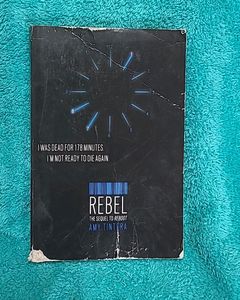 I WAS DEAD FOR 178 MINUTES
I'M NOT READY TO DIE AGAIN
REBEL
THE SEQUEL TO REBOOT
AMY TINTERA